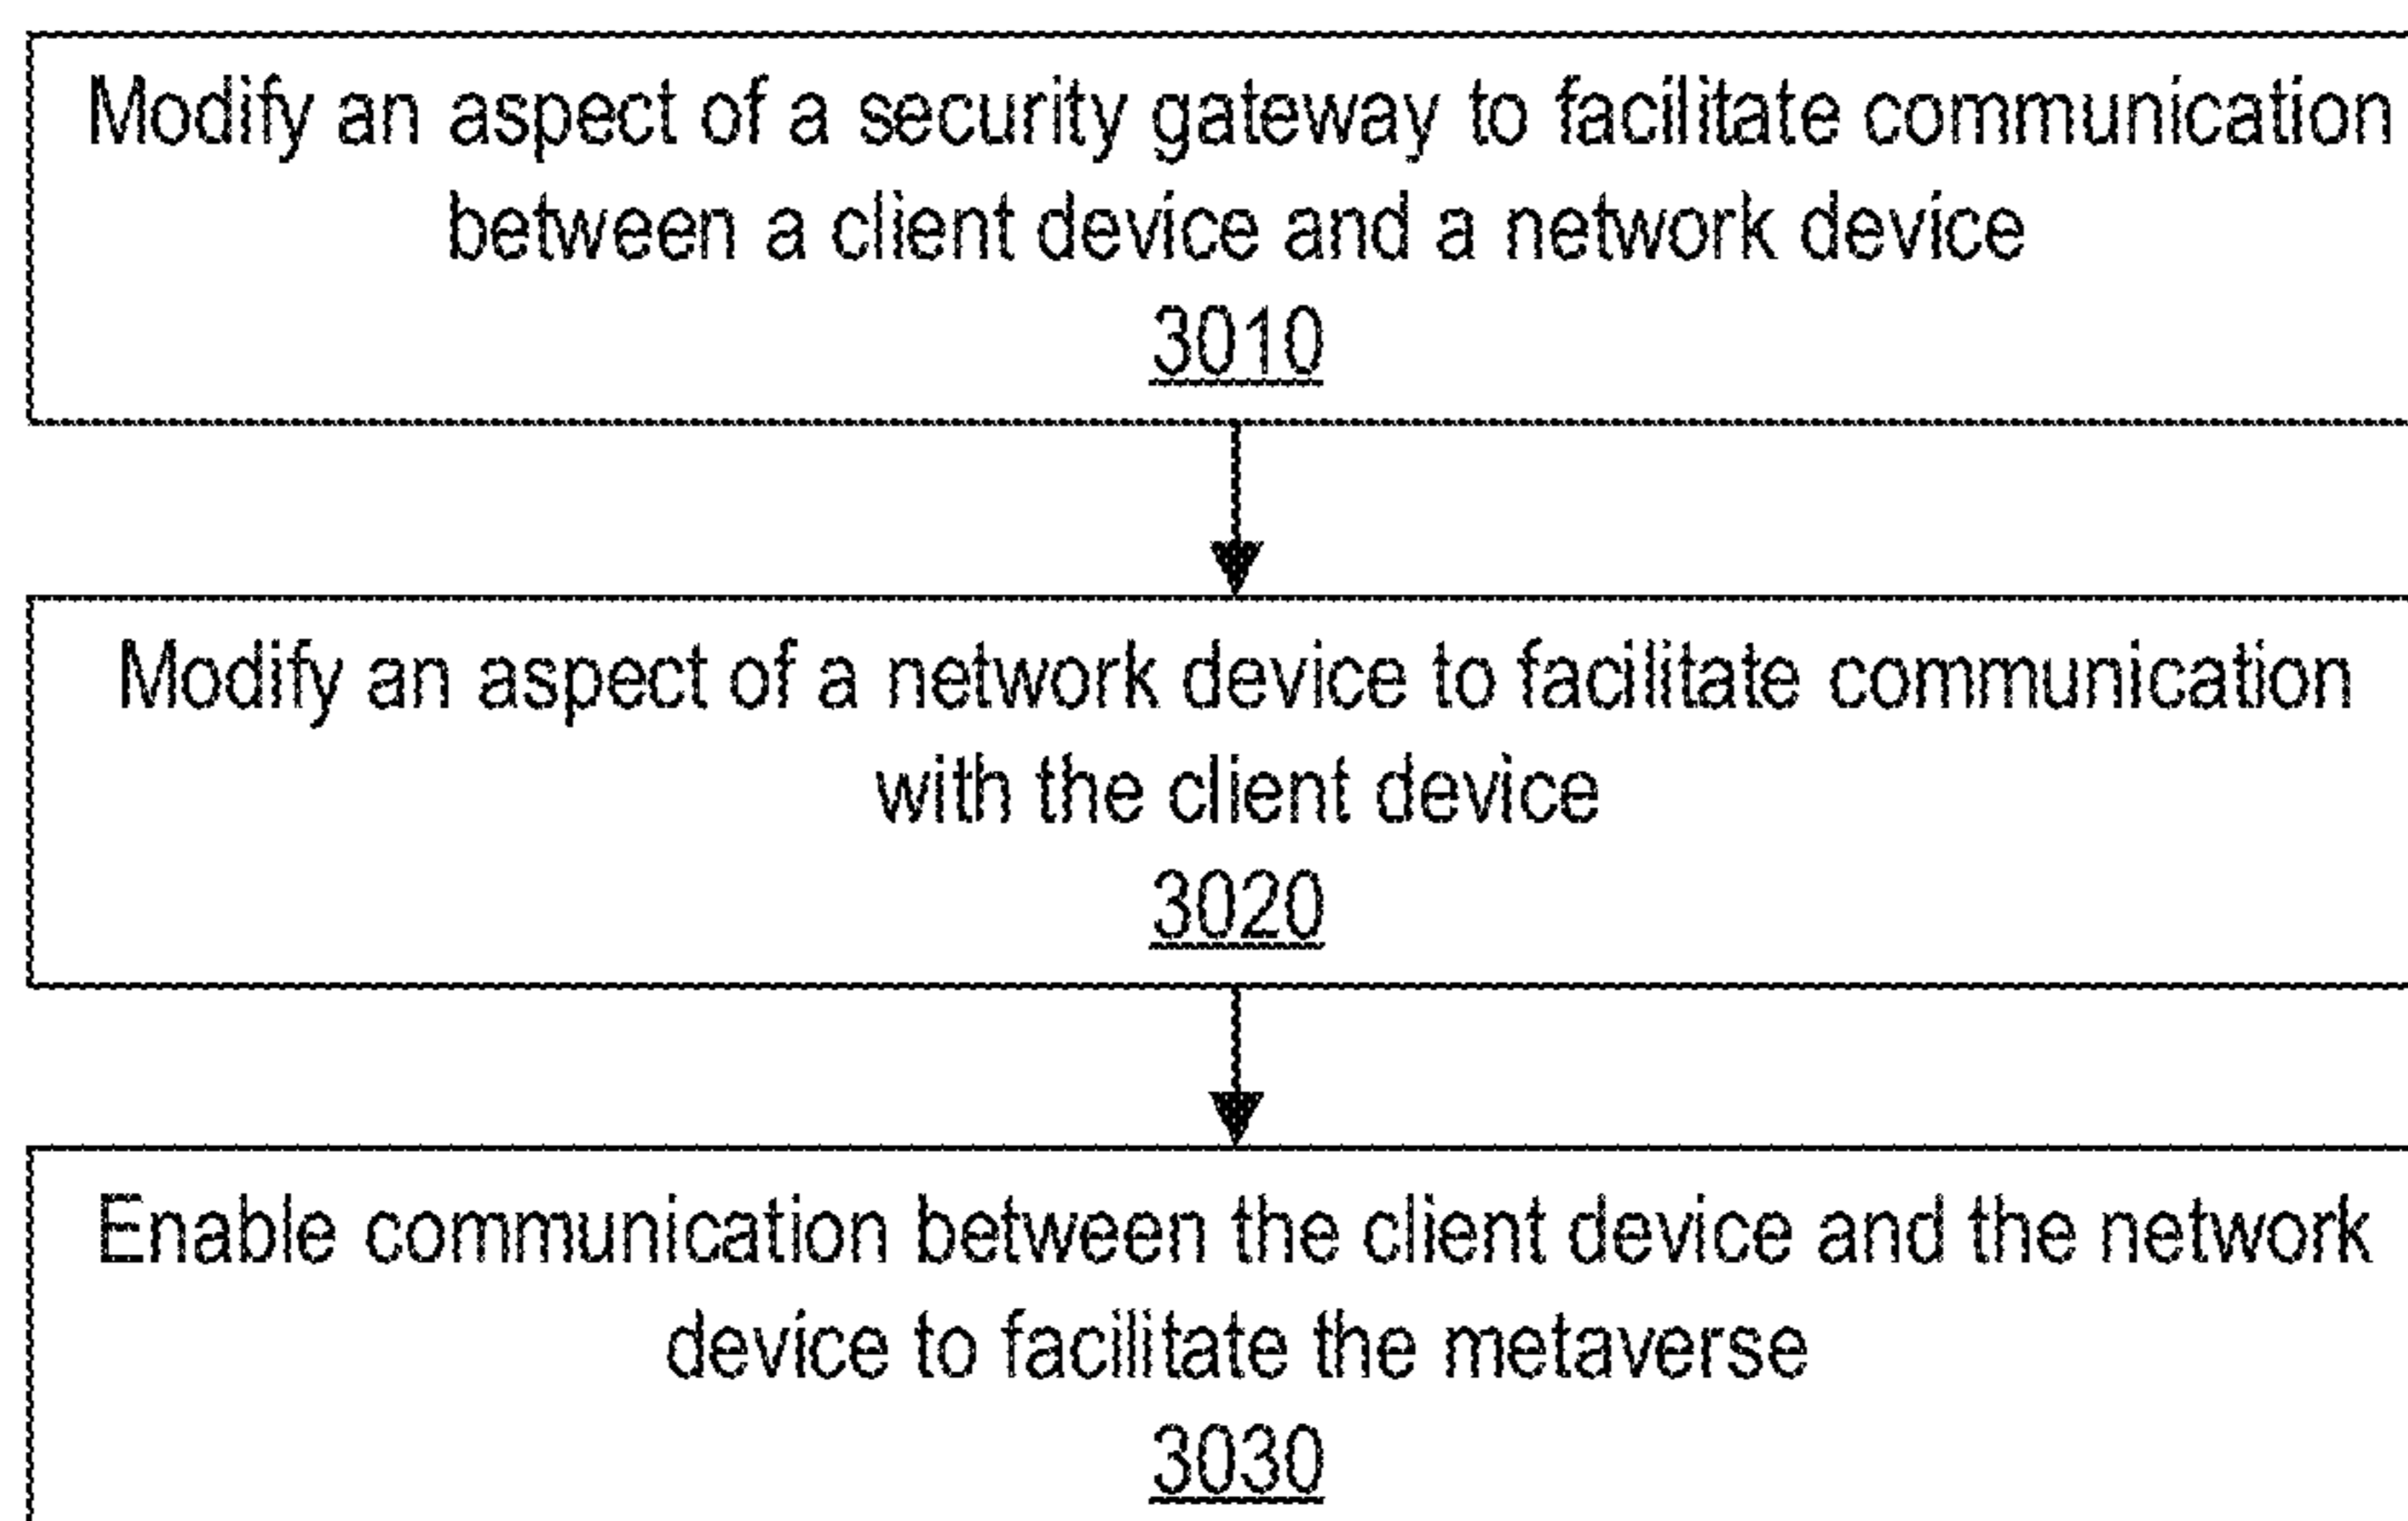 Modify an aspect of a security gateway to facilitate communication
between a client device and a network device
3010
Modify an aspect of a network device to facilitate communication
with the client device
3020
Enable communication between the client device and the network
device to facilitate the metaverse
3030